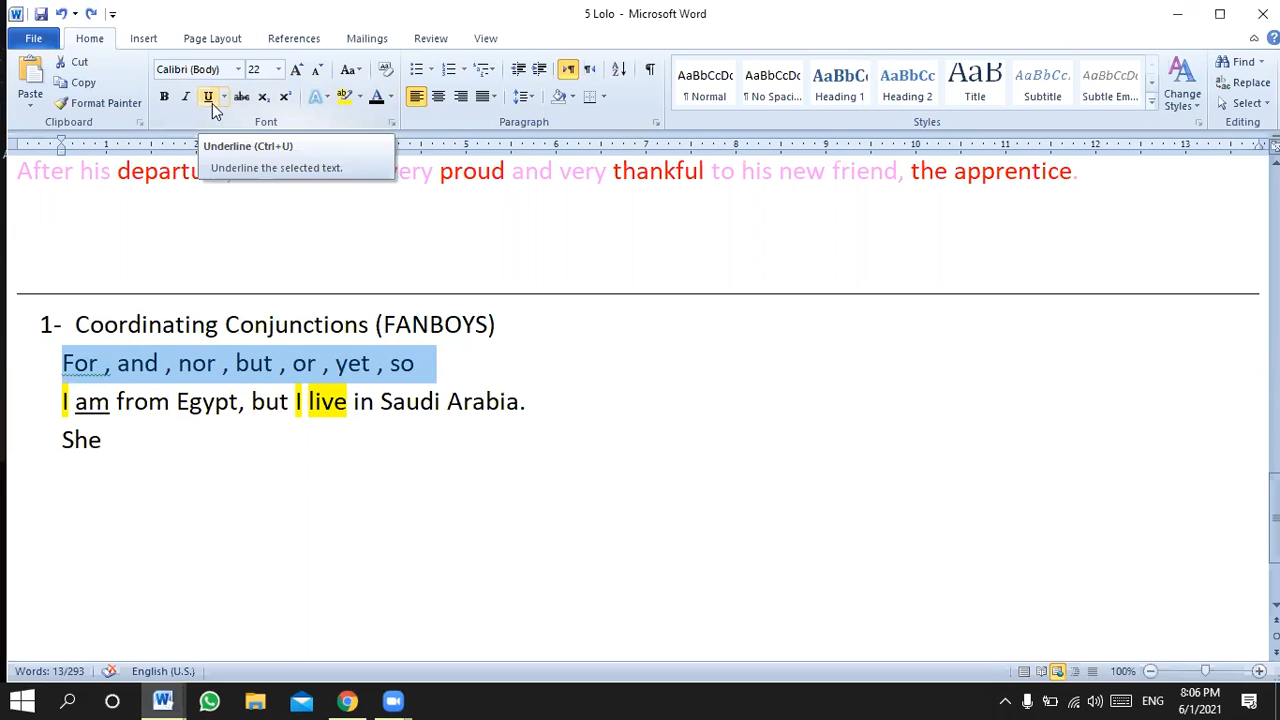 5 Lolo - Microsoft Word
File Home Insert Page Layout References Mailings Review View
Paste Cut Copy Format Painter Clipboard
Calibri (Body) 22 Font
Paragraph
AaBbCcDc AaBbCcDc AaBbCc AaBbCc AaB AaBbCc. AaBbCcDc
¶ Normal ¶ No Spaci... Heading 1 Heading 2 Title Subtitle Subtle Em...
Change Styles Styles
Find Replace Select Editing
Underline (Ctrl+U)
Underline the selected text.
After his departu ery proud and very thankful to his new friend, the apprentice.
1- Coordinating Conjunctions (FANBOYS)
For , and , nor , but , or , yet , so
I am from Egypt, but I live in Saudi Arabia.
She
Words: 13/293 English (U.S.) 100%
ENG 8:06 PM
6/1/2021